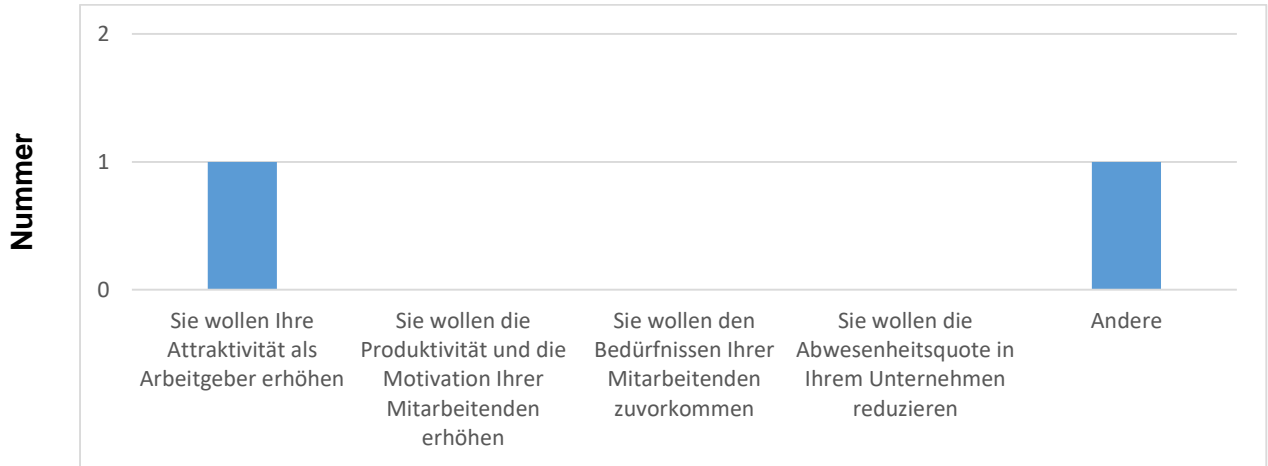 Nummer
2
1
0
Sie wollen Ihre
Attraktivität als
Arbeitgeber erhöhen
Sie wollen die
Produktivität und die
Motivation Ihrer
Mitarbeitenden
erhöhen
Sie wollen den
Bedürfnissen Ihrer
Mitarbeitenden
zuvorkommen
Sie wollen die
Abwesenheitsquote in
Ihrem Unternehmen
reduzieren
Andere